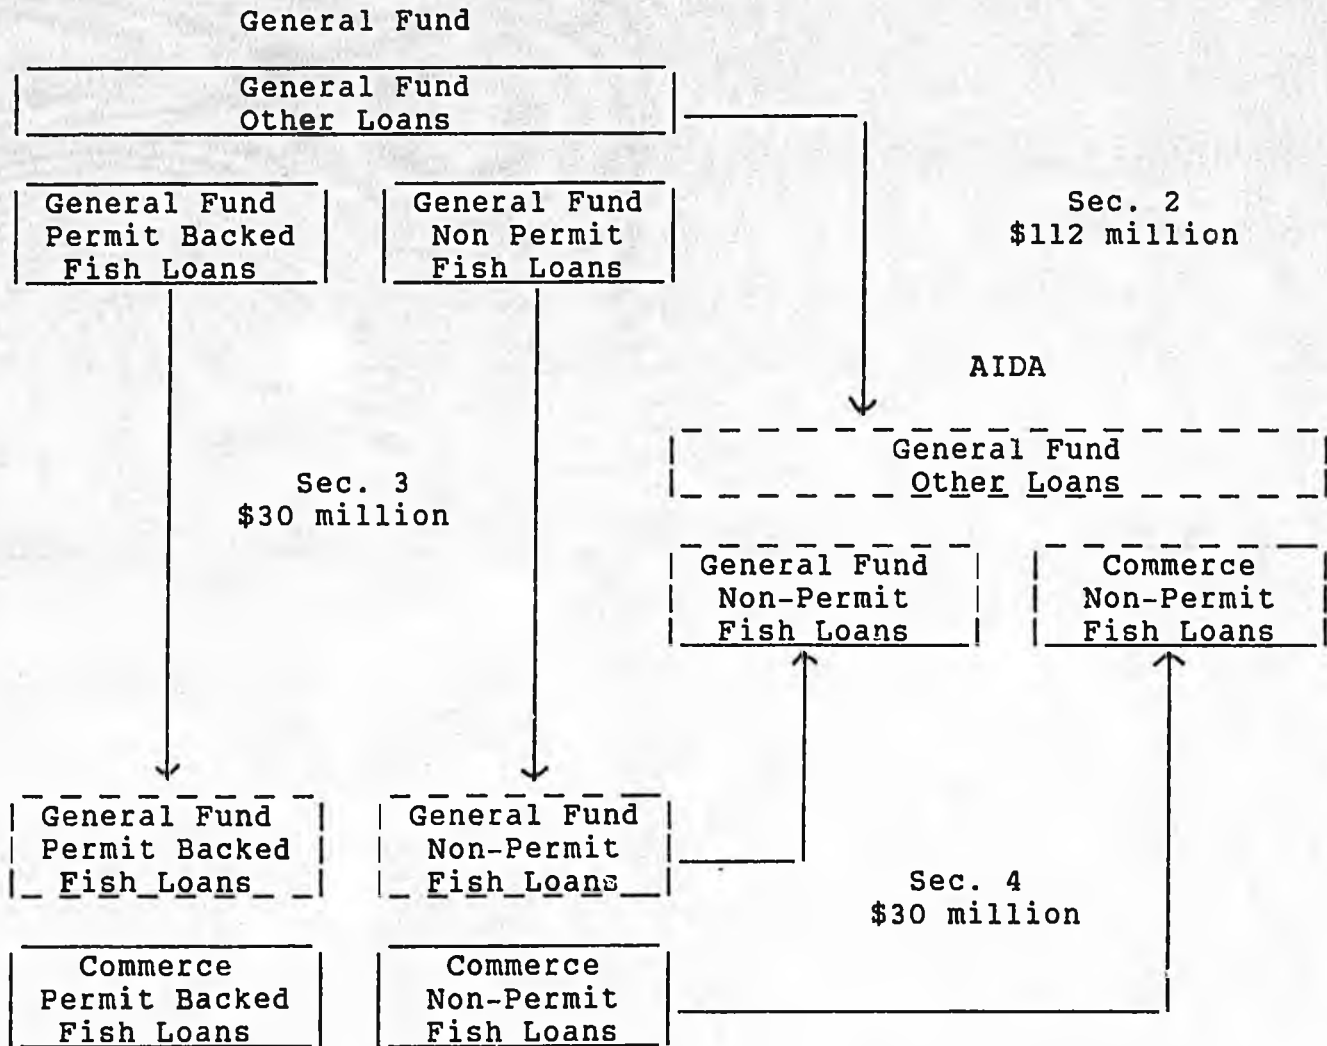 General Fund
General Fund
Other Loans
General Fund
Permit Backed
Fish Loans
General Fund
Non Permit
Fish Loans
Sec. 2
$112 million
AIDA
General Fund
Other Loans
Sec. 3
$30 million
General Fund
Non-Permit
Fish Loans
Commerce
Non-Permit
Fish Loans
General Fund
Permit Backed
Fish Loans
General Fund
Non-Permit
Fish Loans
Sec. 4
$30 million
Commerce
Permit Backed
Fish Loans
Commerce
Non-Permit
Fish Loans